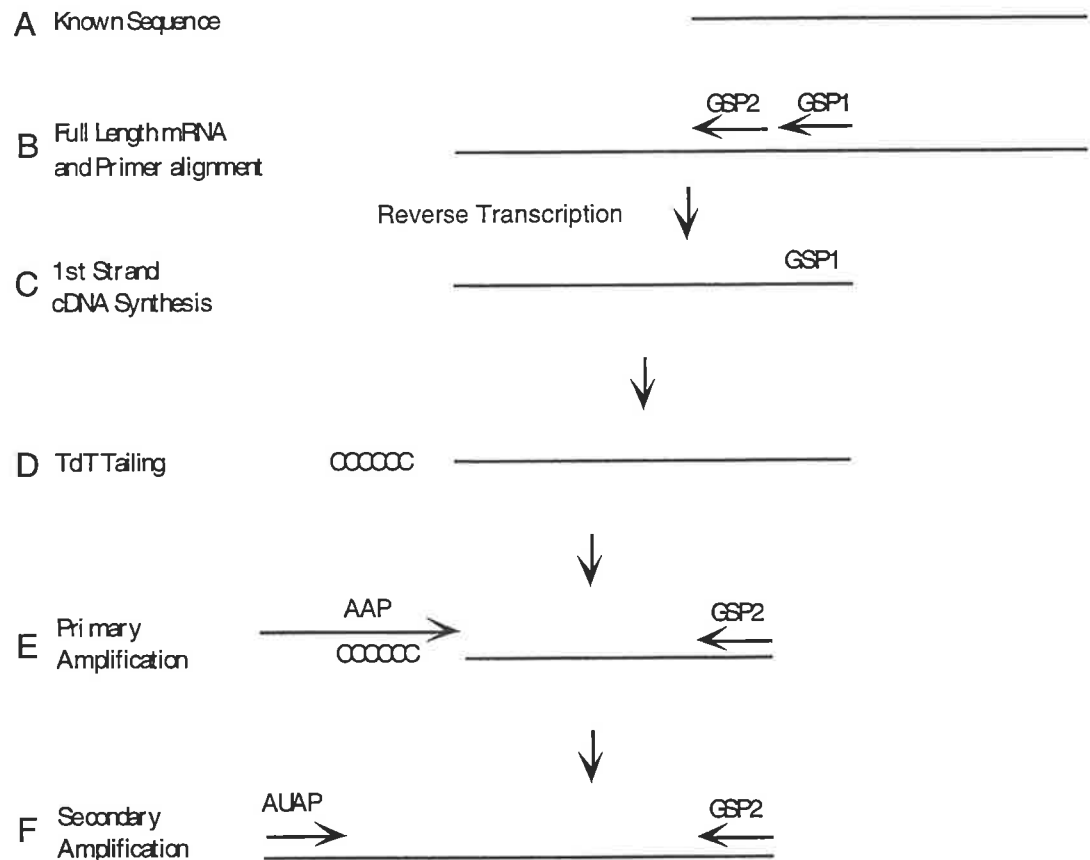 A Known Sequence
GSP2 GSP1
B Full Length mRNA
and Primer alignment
Reverse Transcription
GSP1
C 1st Strand
cDNA Synthesis
D TdT Tailing CCCCCC
AAP GSP2
E Primary
Amplification CCCCCC
AUAP GSP2
F Secondary
Amplification